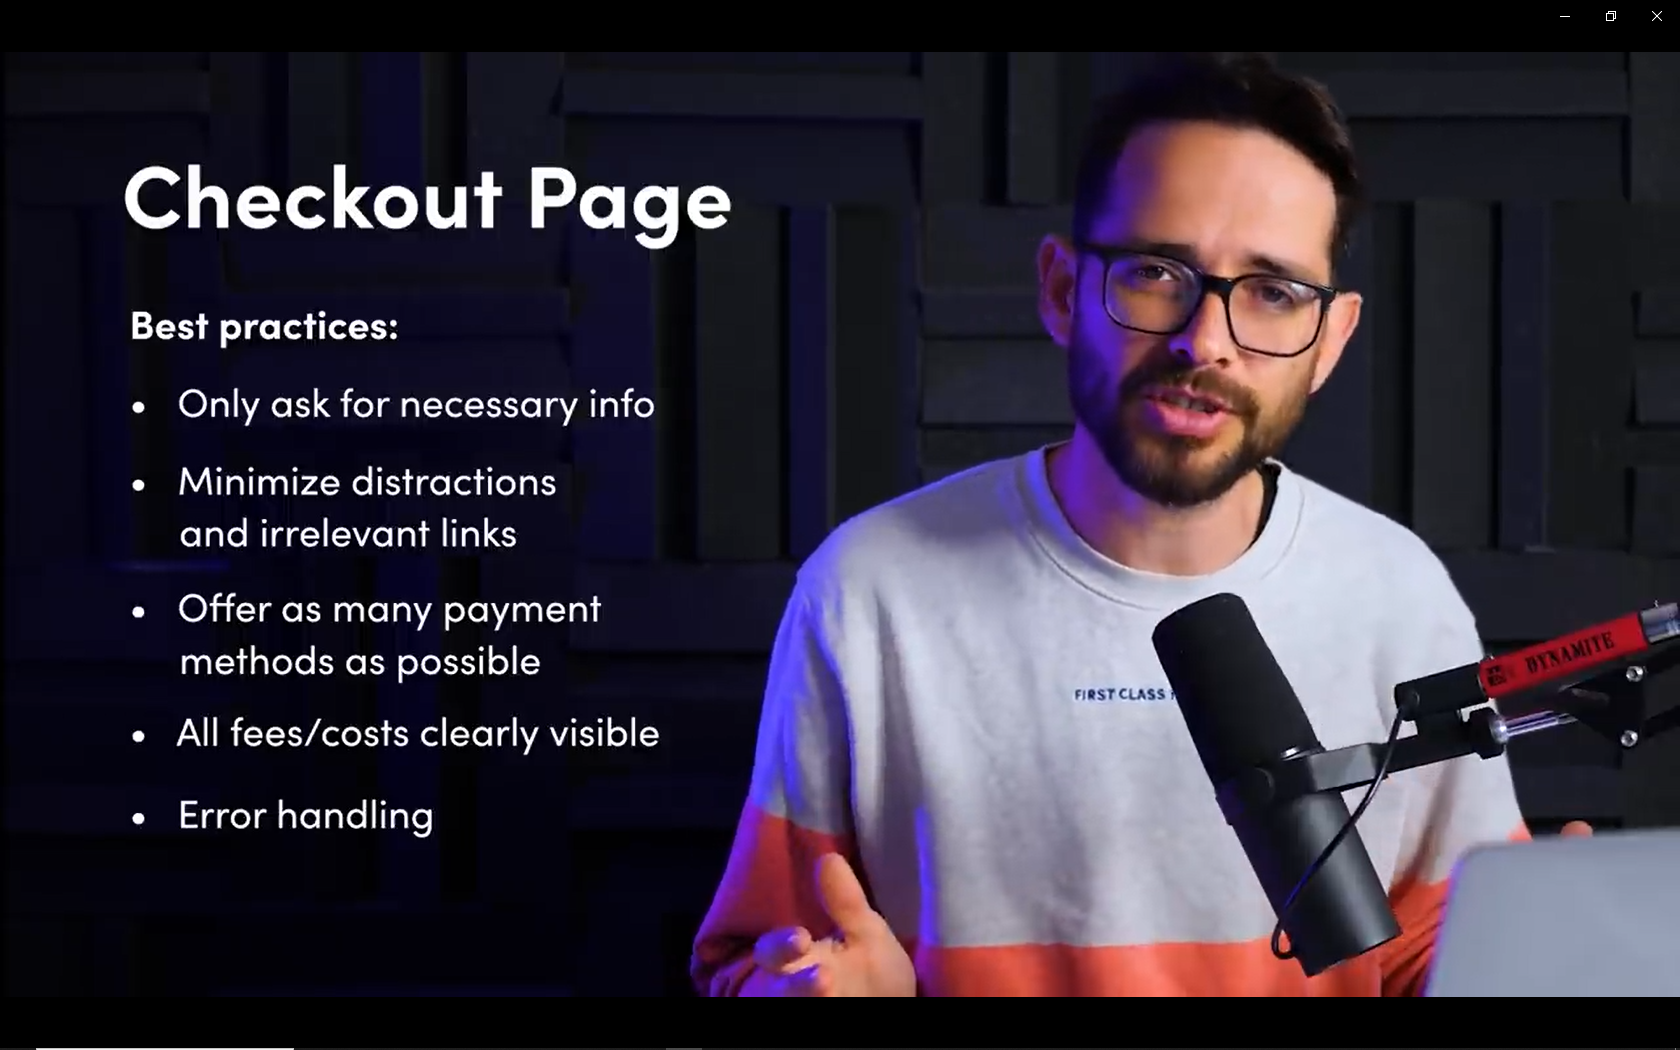 Checkout Page
Best practices:
• Only ask for necessary info
• Minimize distractions
and irrelevant links
• Offer as many payment
methods as possible
• All fees/costs clearly visible
• Error handling
FIRST CLASS
DYNAMITE